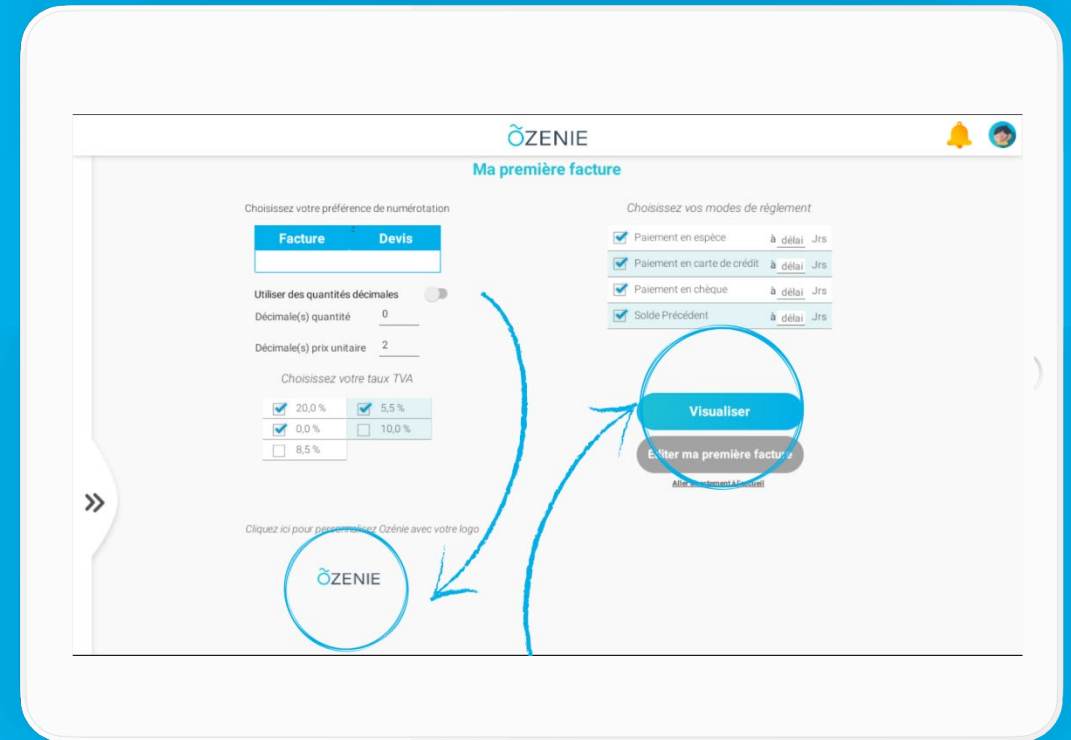 ÕZENIE
Ma première facture
Choisissez votre préférence de numérotation
Facture Devis
Utiliser des quantités décimales
Décimale(s) quantité 0
Décimale(s) prix unitaire 2
Choisissez votre taux TVA
20,0 % 5,5 %
0,0 % 10,0 %
8,5 %
Cliquez ici pour personnalisez Ozénie avec votre logo
ÕZENIE
Choisissez vos modes de règlement
Paiement en espèce à délai Jrs
Paiement en carte de crédit à délai Jrs
Paiement en chèque à délai Jrs
Solde Précédent à délai Jrs
Visualiser
Editer ma première facture
Aller directement à l'accueil